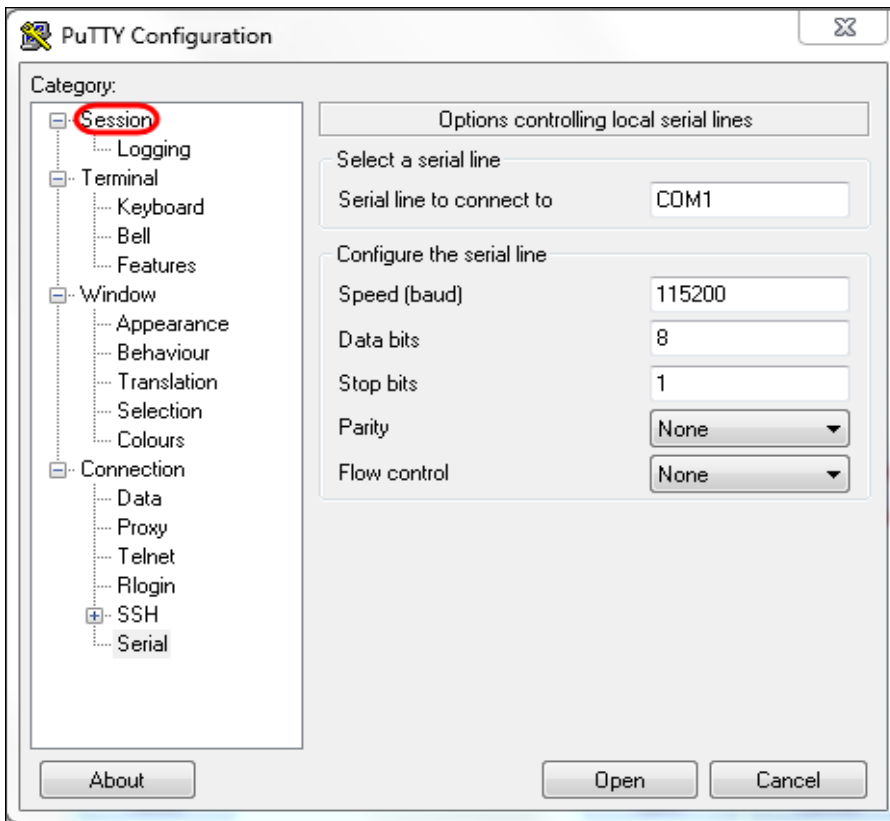 PuTTY Configuration
Category:
Session
Logging
Terminal
Keyboard
Bell
Features
Window
Appearance
Behaviour
Translation
Selection
Colours
Connection
Data
Proxy
Telnet
Rlogin
SSH
Serial
Options controlling local serial lines
Select a serial line
Serial line to connect to COM1
Configure the serial line
Speed (baud) 115200
Data bits 8
Stop bits 1
Parity None
Flow control None
About Open Cancel